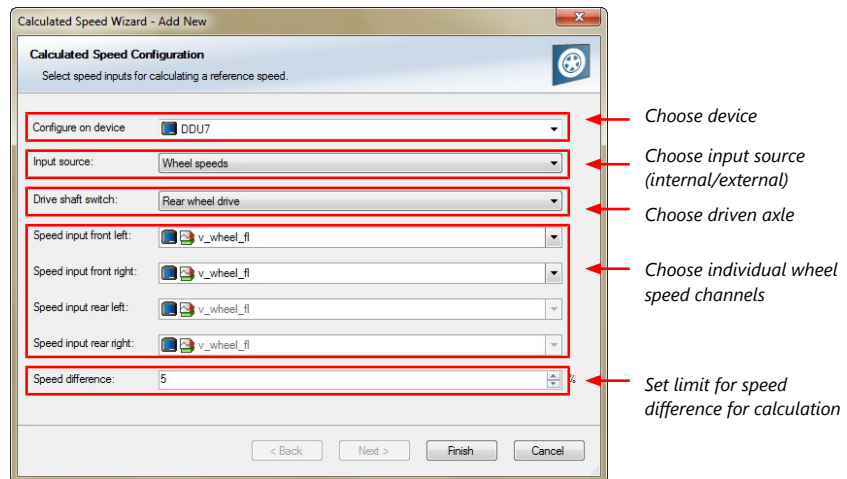 Calculated Speed Wizard - Add New
Calculated Speed Configuration
Select speed inputs for calculating a reference speed.
Configure on device DDU7
Choose device
Input source: Wheel speeds
Choose input source
(internal/external)
Drive shaft switch: Rear wheel drive
Choose driven axle
Speed input front left: v_wheel_fl
Speed input front right: v_wheel_fl
Choose individual wheel
speed channels
Speed input rear left: v_wheel_fl
Speed input rear right: v_wheel_fl
Speed difference: 5 %
Set limit for speed
difference for calculation
< Back Next > Finish Cancel